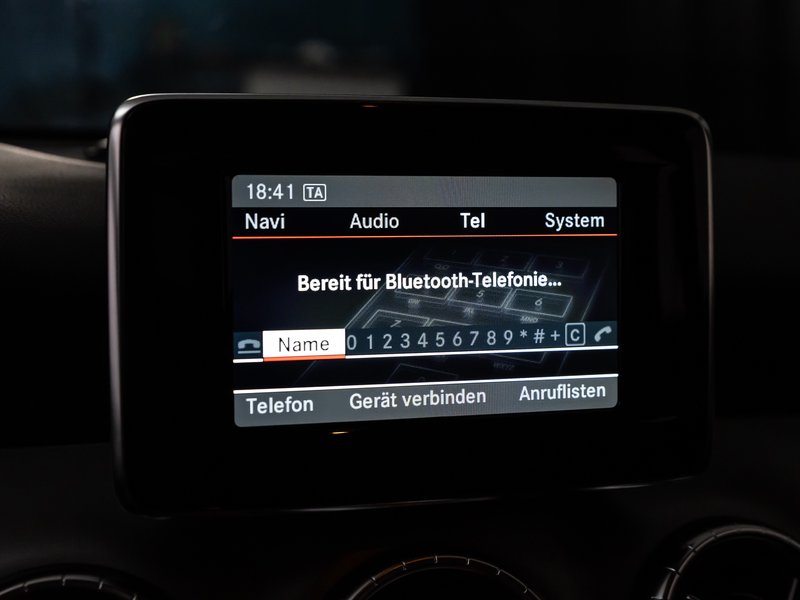 18:41 TA
Navi Audio Tel System
Bereit für Bluetooth-Telefonie...
Name 0 1 2 3 4 5 6 7 8 9 * # + C
Telefon Gerät verbinden Anruflisten